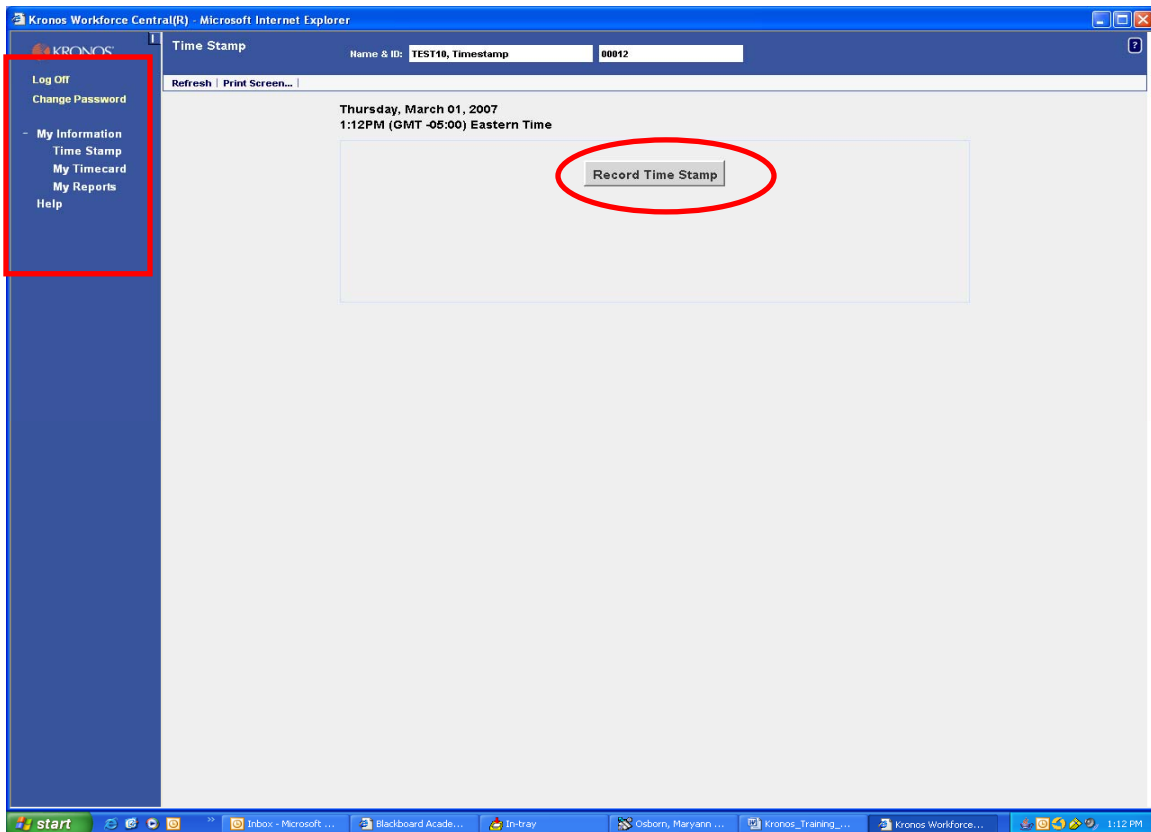 Kronos Workforce Central(R) - Microsoft Internet Explorer
KRONOS
Log Off
Change Password
- My Information
Time Stamp
My Timecard
My Reports
Help
Time Stamp
Name & ID: TEST10, Timestamp 00012
Refresh | Print Screen... |
Thursday, March 01, 2007
1:12PM (GMT -05:00) Eastern Time
Record Time Stamp
start Inbox - Microsoft ... Blackboard Acade... In-tray Osborn, Maryann ... Kronos_Training_... Kronos Workforce... 1:12 PM